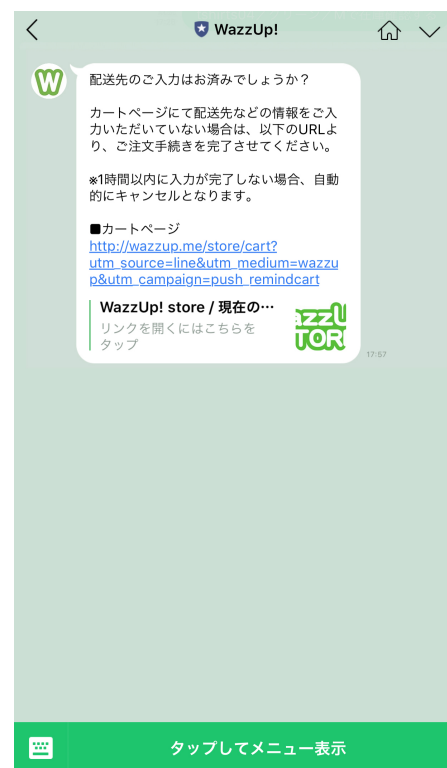 WazzUp!
W
配送先のご入力はお済みでしょうか？
カートページにて配送先などの情報をご入
力いただいていない場合は、以下のURLよ
り、ご注文手続きを完了させてください。
※1時間以内に入力が完了しない場合、自動
的にキャンセルとなります。
■カートページ
http://wazzup.me/store/cart?
utm_source=line&utm_medium=wazzu
p&utm_campaign=push_remindcart
WazzUp! store / 現在の…
リンクを開くにはこちらを
タップ
azzU
TOR
17:57
タップしてメニュー表示